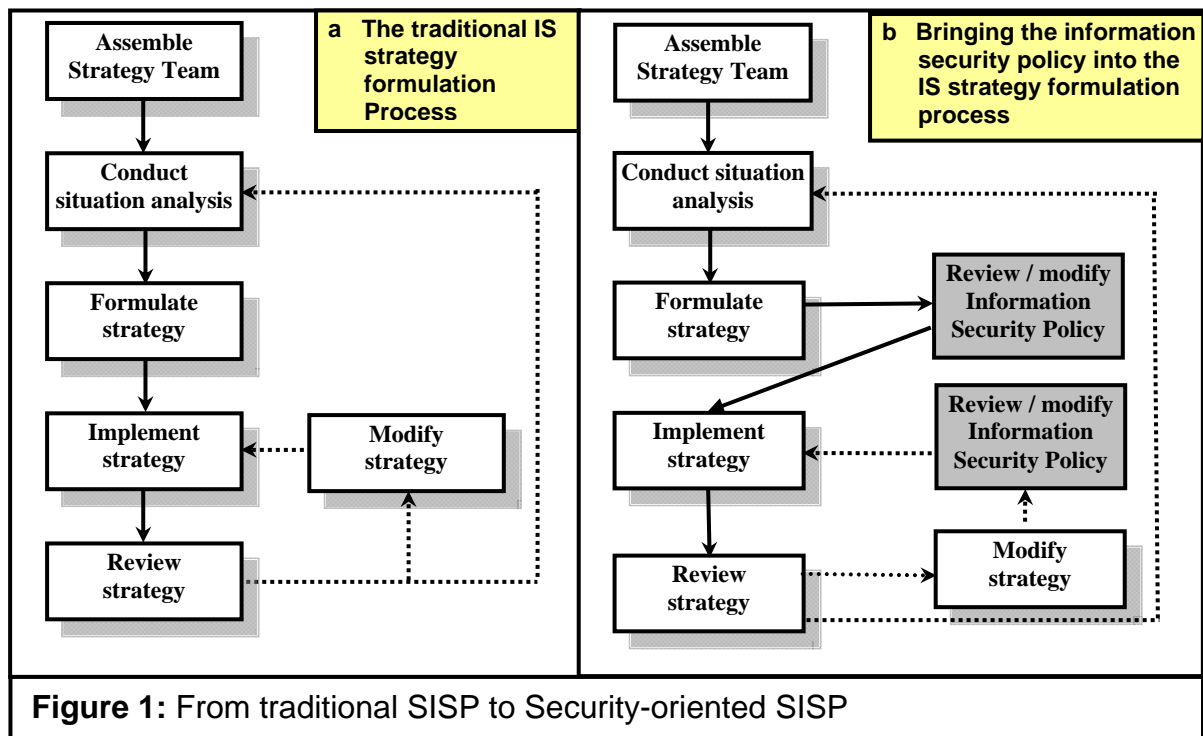 a The traditional IS
strategy
formulation
Process
Assemble
Strategy Team
Conduct
situation analysis
Formulate
strategy
Implement
strategy
Modify
strategy
Review
strategy
b Bringing the information
security policy into the
IS strategy formulation
process
Assemble
Strategy Team
Conduct situation
analysis
Formulate
strategy
Review / modify
Information
Security Policy
Implement
strategy
Review / modify
Information
Security Policy
Review
strategy
Modify
strategy
Figure 1: From traditional SISP to Security-oriented SISP